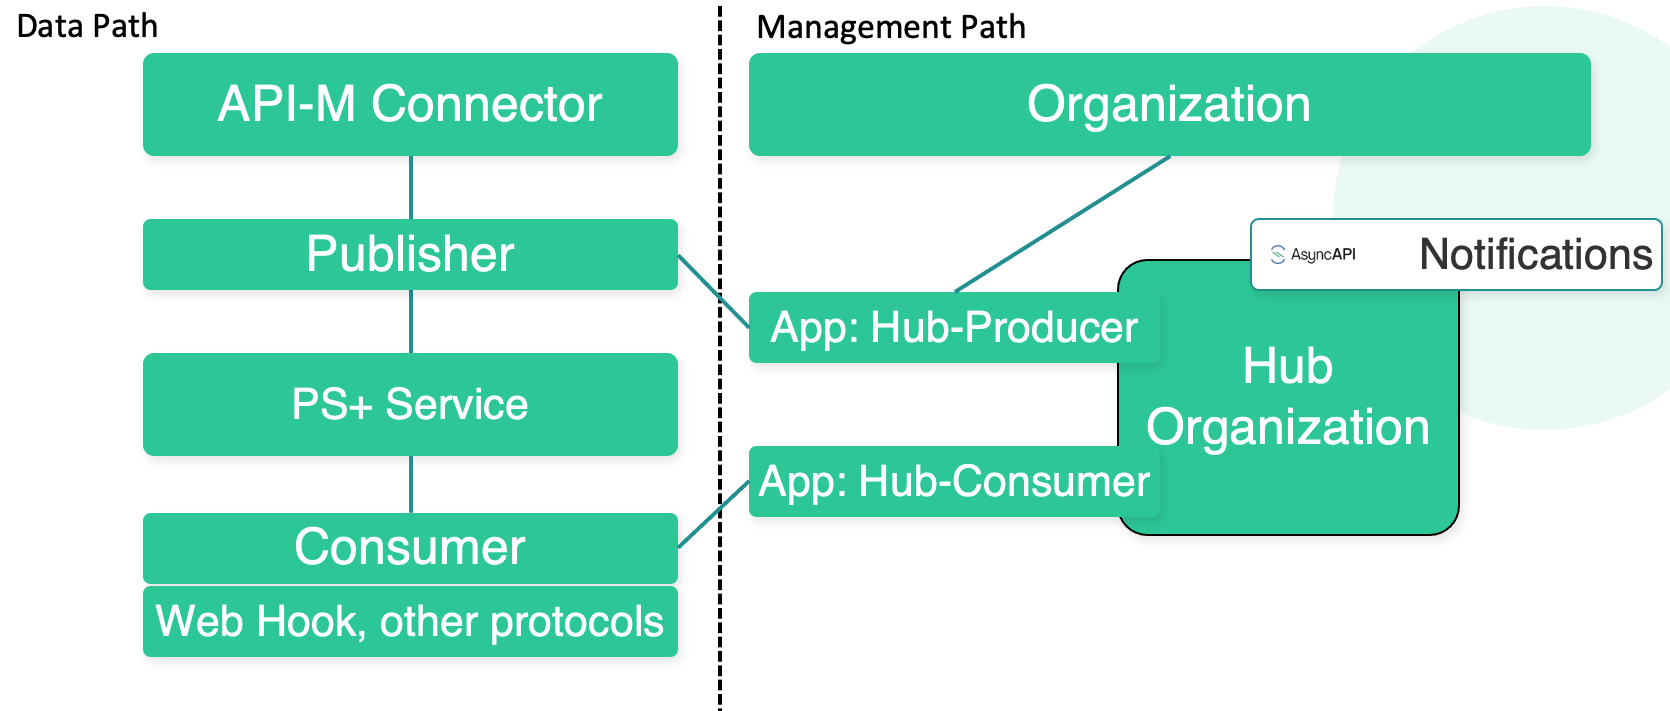 Data Path
API-M Connector
Publisher
PS+ Service
Consumer
Web Hook, other protocols
Management Path
Organization
AsyncAPI Notifications
App: Hub-Producer
Hub
Organization
App: Hub-Consumer